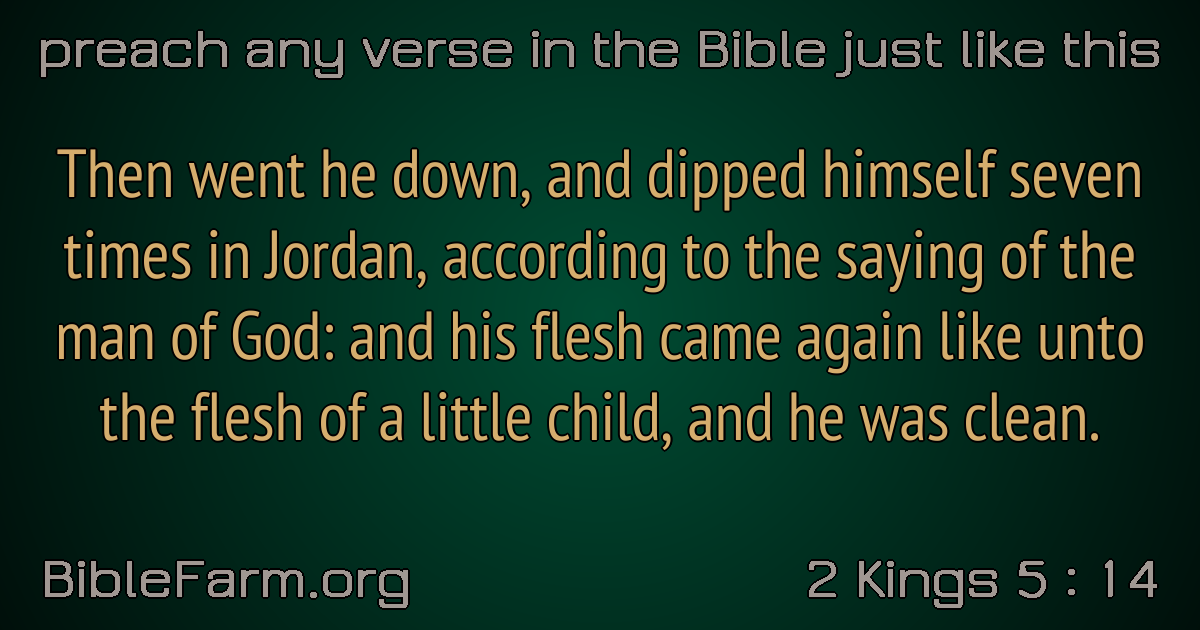 preach any verse in the Bible just like this
Then went he down, and dipped himself seven
times in Jordan, according to the saying of the
man of God: and his flesh came again like unto
the flesh of a little child, and he was clean.
BibleFarm.org
2 Kings 5 : 14